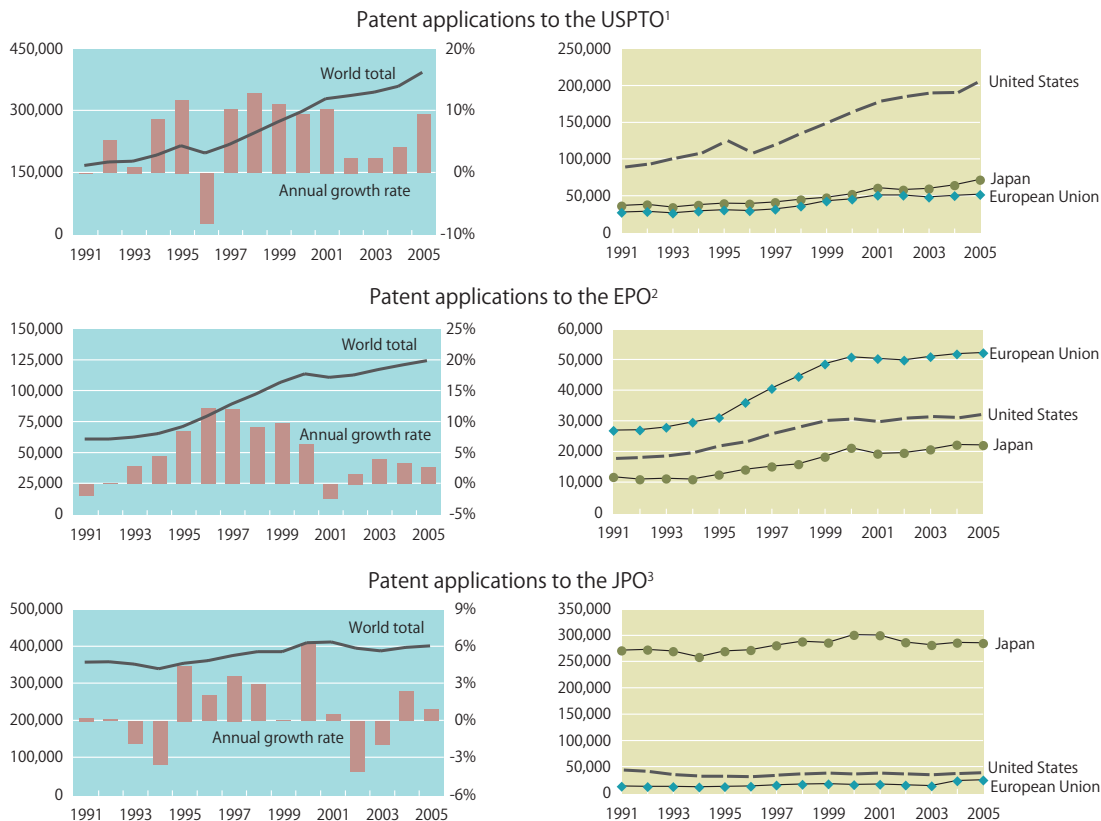 Patent applications to the USPTO¹
450,000
300,000
150,000
0
20%
10%
0%
-10%
World total
Annual growth rate
1991 1993 1995 1997 1999 2001 2003 2005
250,000
200,000
150,000
100,000
50,000
0
United States
Japan
European Union
1991 1993 1995 1997 1999 2001 2003 2005
Patent applications to the EPO²
150,000
125,000
100,000
75,000
50,000
25,000
0
25%
20%
15%
10%
5%
0%
-5%
World total
Annual growth rate
1991 1993 1995 1997 1999 2001 2003 2005
60,000
50,000
40,000
30,000
20,000
10,000
0
European Union
United States
Japan
1991 1993 1995 1997 1999 2001 2003 2005
Patent applications to the JPO³
500,000
400,000
300,000
200,000
100,000
0
9%
6%
3%
0%
-3%
-6%
World total
Annual growth rate
1991 1993 1995 1997 1999 2001 2003 2005
350,000
300,000
250,000
200,000
150,000
100,000
50,000
0
Japan
United States
European Union
1991 1993 1995 1997 1999 2001 2003 2005